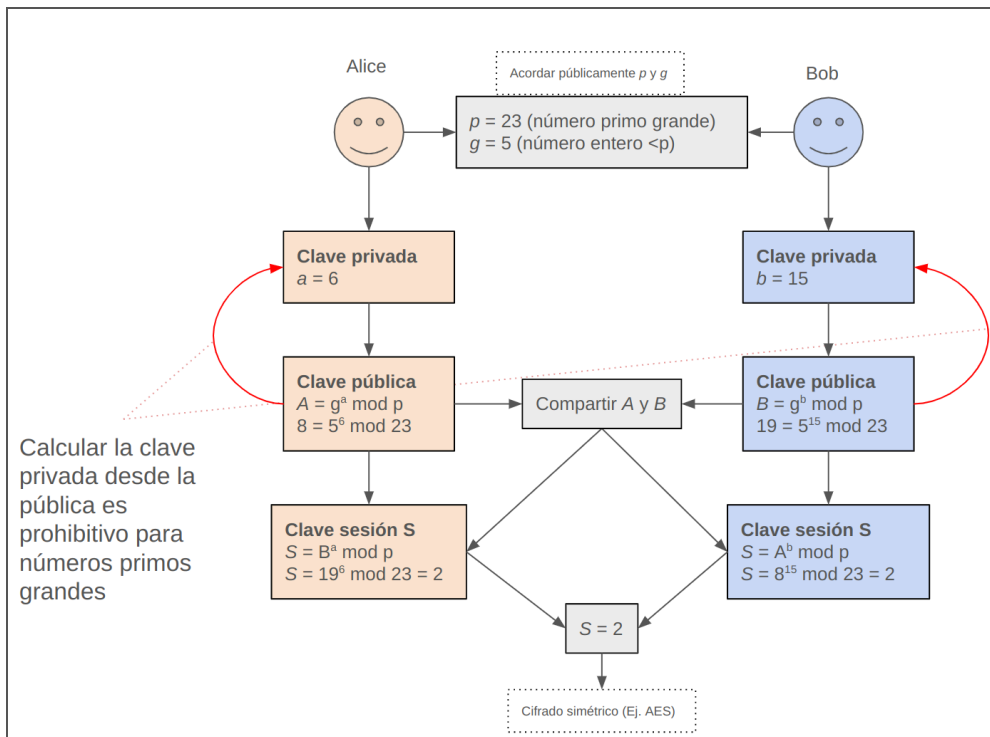 Alice
Acordar públicamente p y g
Bob
p = 23 (número primo grande)
g = 5 (número entero <p)
Clave privada
a = 6
Clave privada
b = 15
Clave pública
A = gᵃ mod p
8 = 5⁶ mod 23
Compartir A y B
Clave pública
B = gᵇ mod p
19 = 5¹⁵ mod 23
Calcular la clave
privada desde la
pública es
prohibitivo para
números primos
grandes
Clave sesión S
S = Bᵃ mod p
S = 19⁶ mod 23 = 2
Clave sesión S
S = Aᵇ mod p
S = 8¹⁵ mod 23 = 2
S = 2
Cifrado simétrico (Ej. AES)